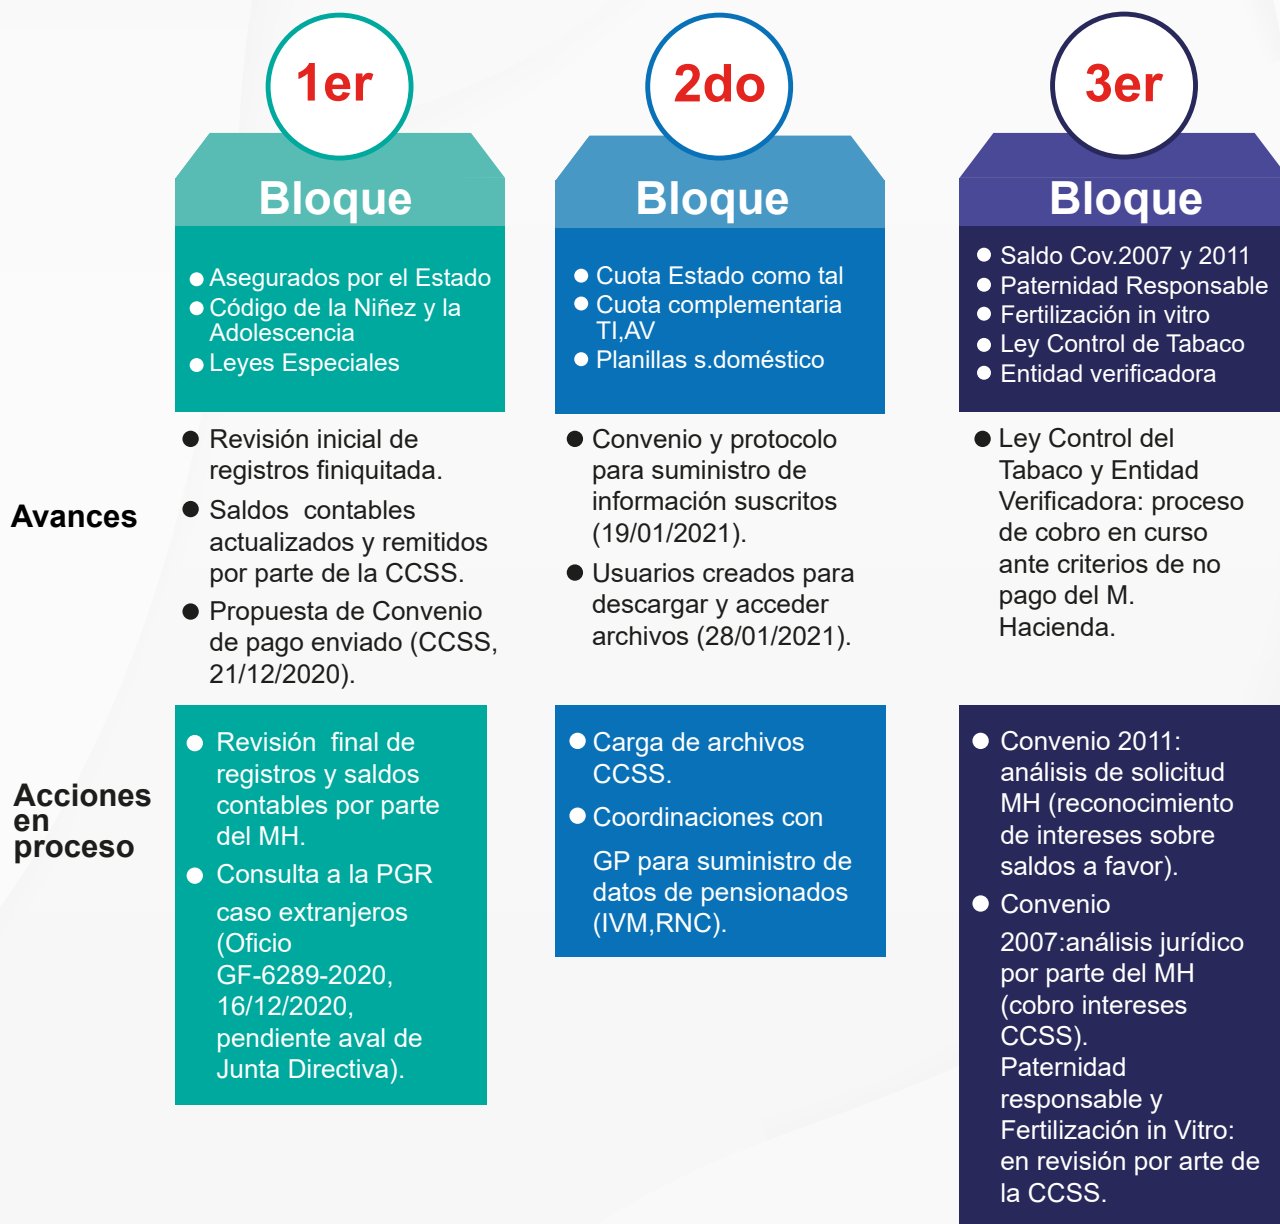 1er
Bloque
Asegurados por el Estado
Código de la Niñez y la
Adolescencia
Leyes Especiales
2do
Bloque
Cuota Estado como tal
Cuota complementaria
TI,AV
Planillas s.doméstico
3er
Bloque
Saldo Cov.2007 y 2011
Paternidad Responsable
Fertilización in vitro
Ley Control de Tabaco
Entidad verificadora
Avances
Revisión inicial de
registros finiquitada.
Saldos contables
actualizados y remitidos
por parte de la CCSS.
Propuesta de Convenio
de pago enviado (CCSS,
21/12/2020).
Convenio y protocolo
para suministro de
información suscritos
(19/01/2021).
Usuarios creados para
descargar y acceder
archivos (28/01/2021).
Ley Control del
Tabaco y Entidad
Verificadora: proceso
de cobro en curso
ante criterios de no
pago del M.
Hacienda.
Acciones
en
proceso
Revisión final de
registros y saldos
contables por parte
del MH.
Consulta a la PGR
caso extranjeros
(Oficio
GF-6289-2020,
16/12/2020,
pendiente aval de
Junta Directiva).
Carga de archivos
CCSS.
Coordinaciones con
GP para suministro de
datos de pensionados
(IVM,RNC).
Convenio 2011:
análisis de solicitud
MH (reconocimiento
de intereses sobre
saldos a favor).
Convenio
2007:análisis jurídico
por parte del MH
(cobro intereses
CCSS).
Paternidad
responsable y
Fertilización in Vitro:
en revisión por arte de
la CCSS.